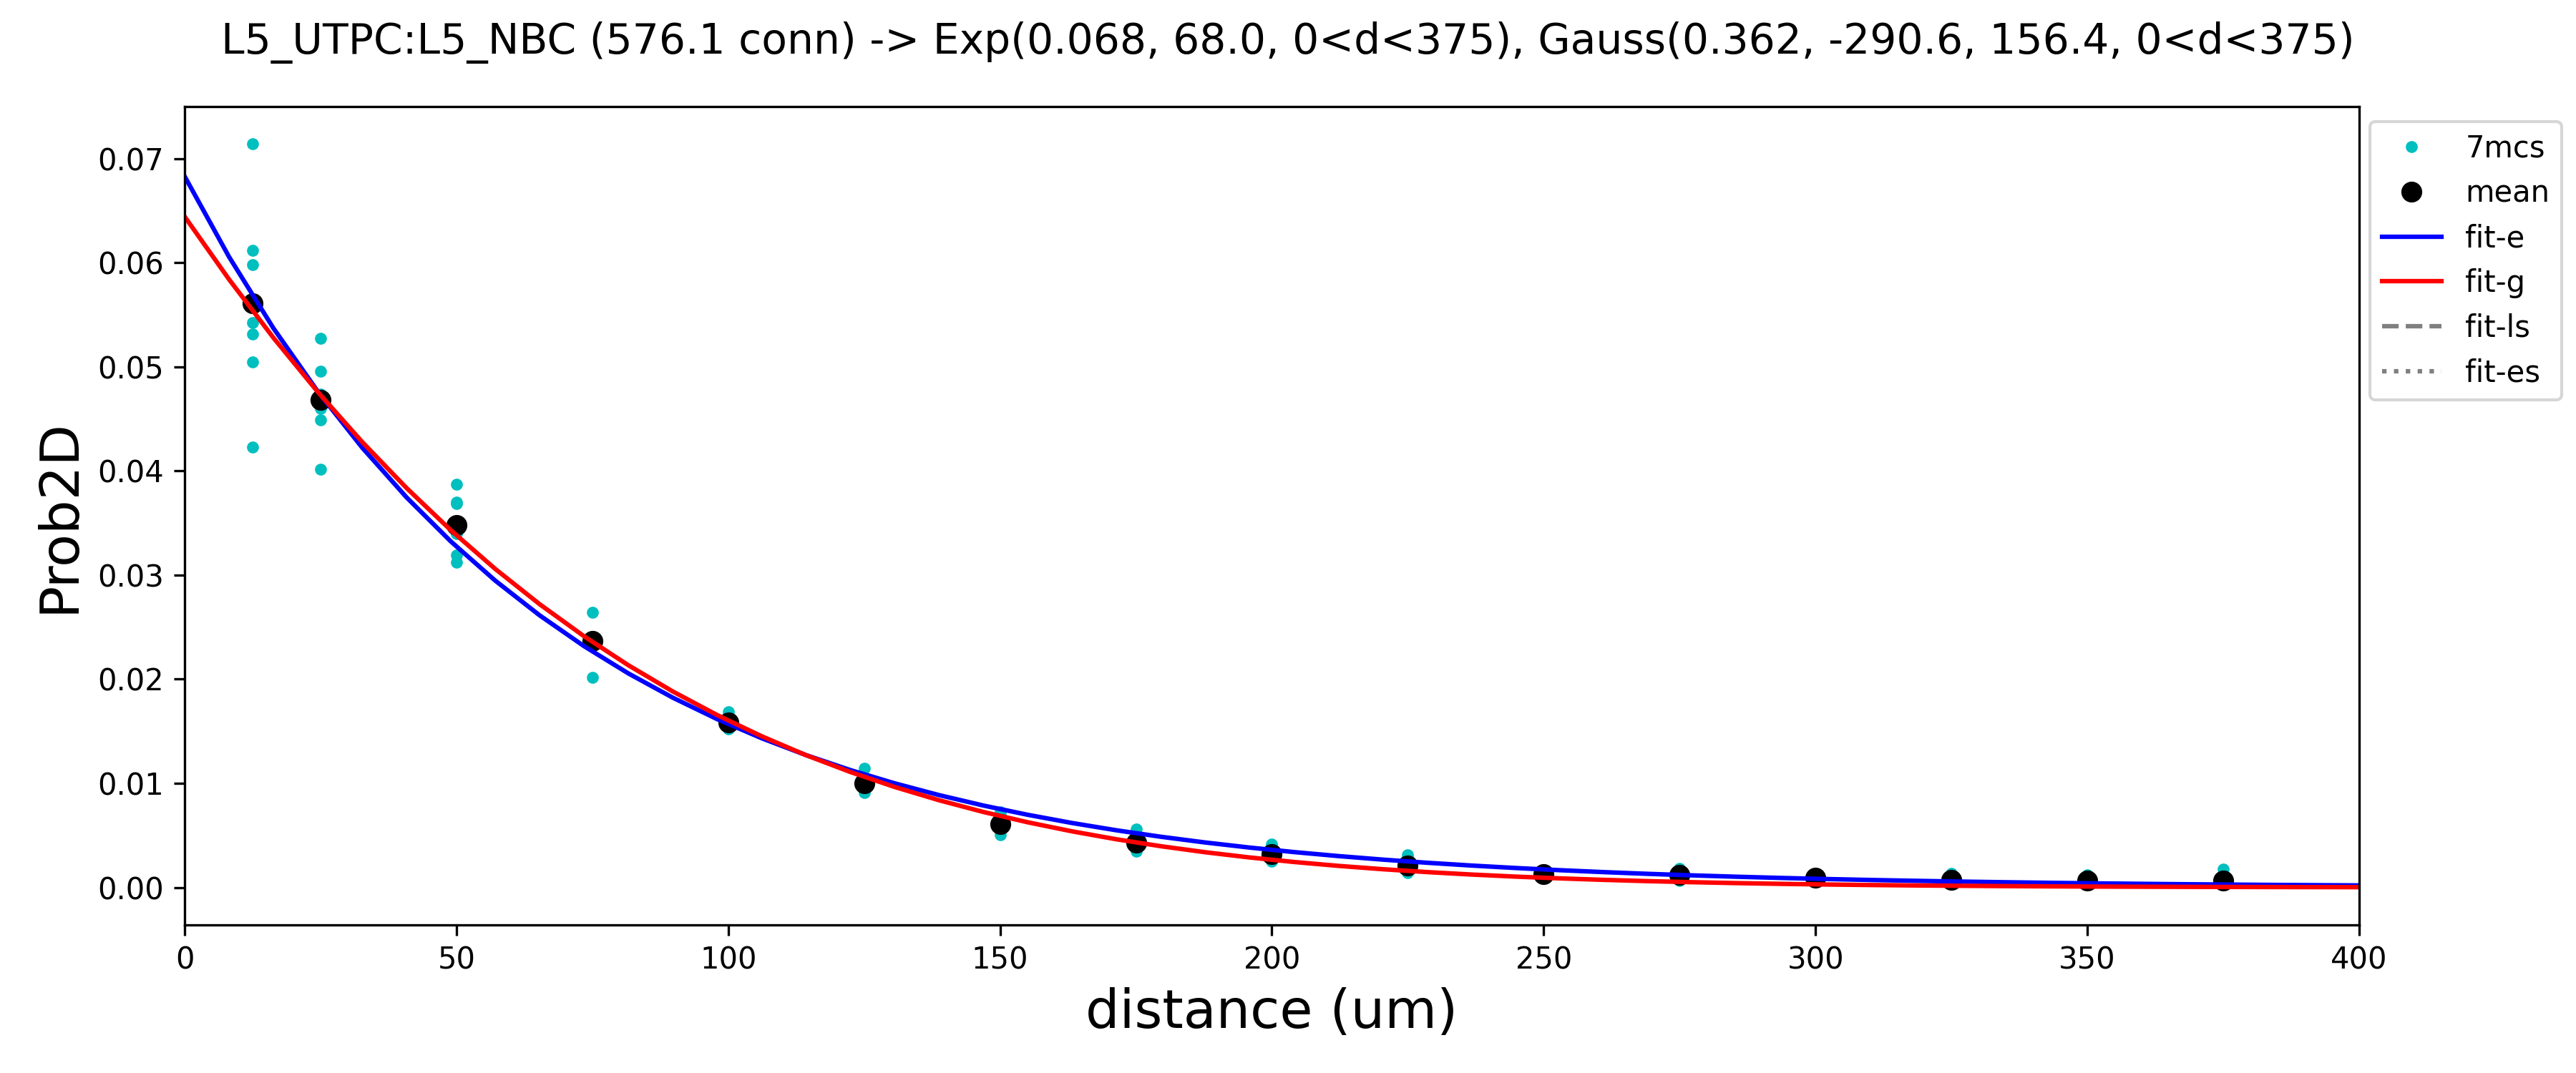 L5_UTPC:L5_NBC (576.1 conn) -> Exp(0.068, 68.0, 0<d<375), Gauss(0.362, -290.6, 156.4, 0<d<375)
7mcs
mean
fit-e
fit-g
fit-ls
fit-es
Prob2D
0.07
0.06
0.05
0.04
0.03
0.02
0.01
0.00
0 50 100 150 200 250 300 350 400
distance (um)